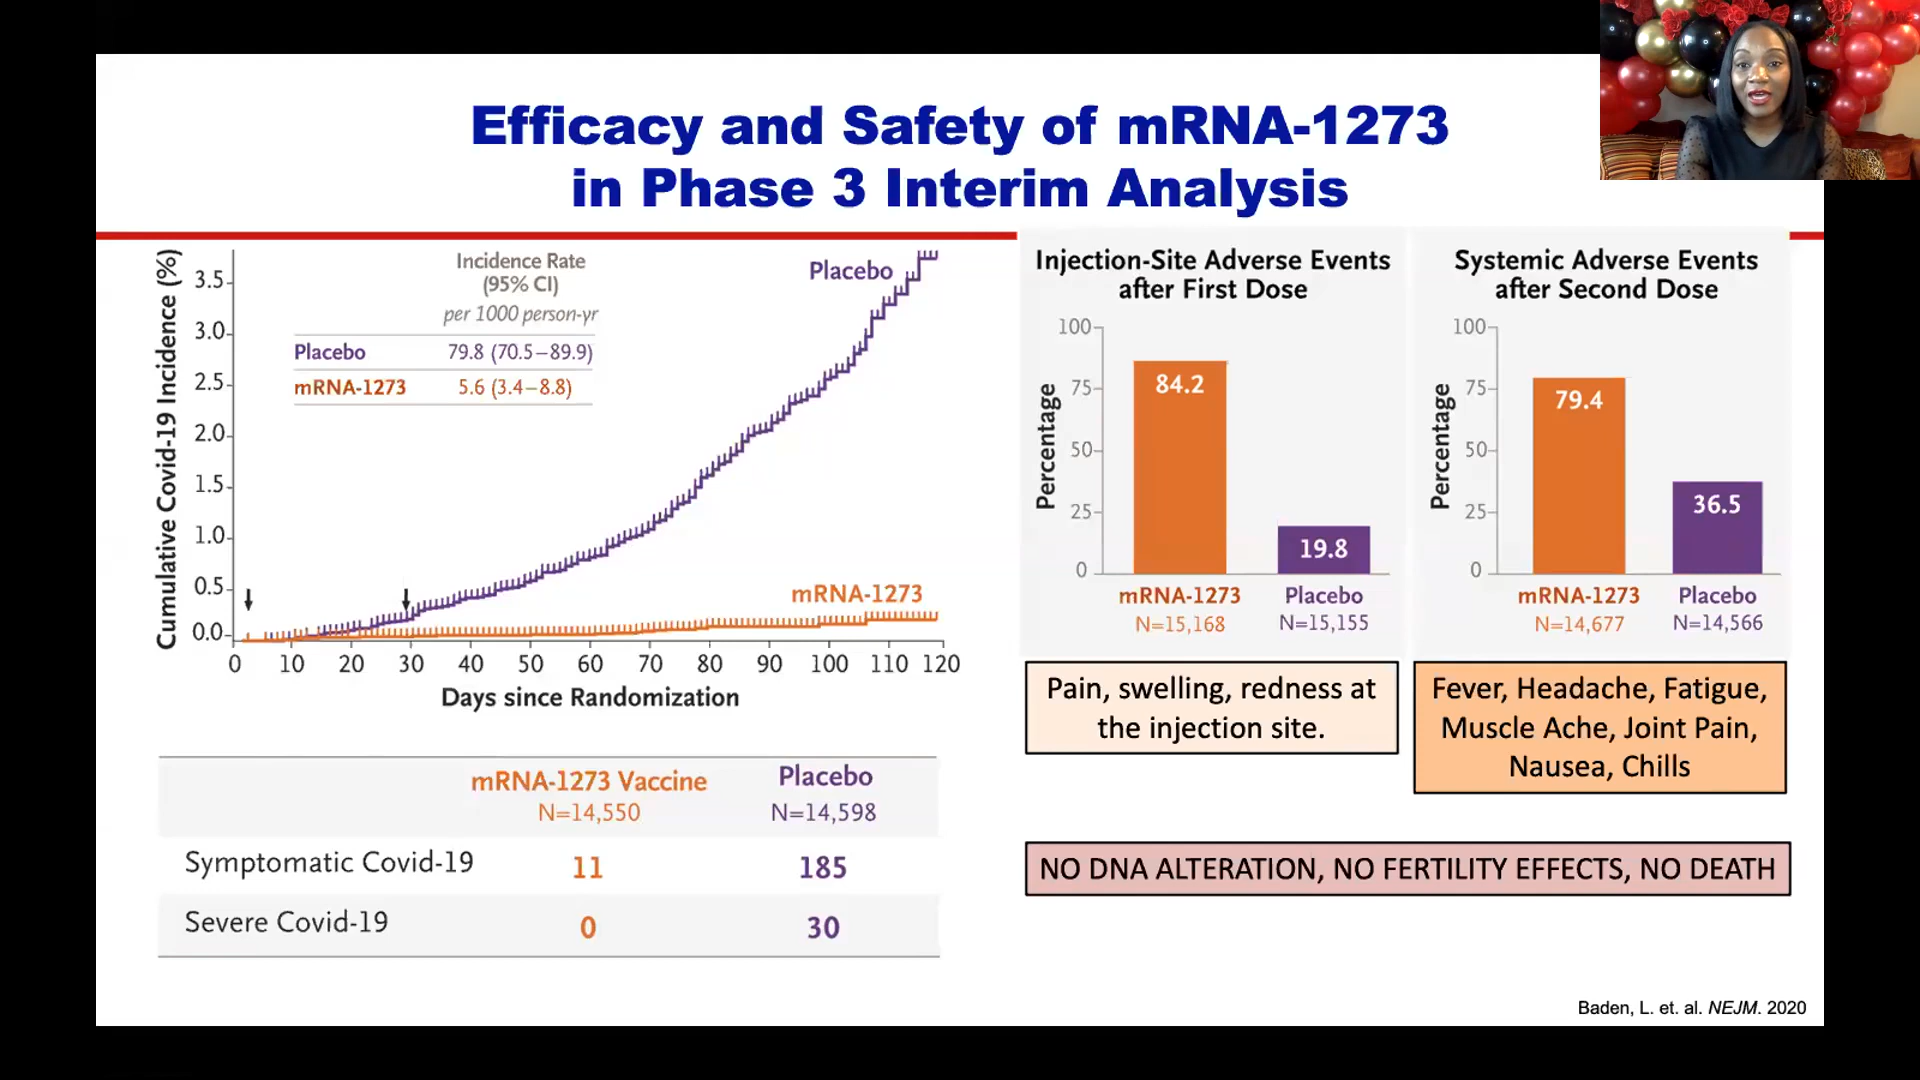 Efficacy and Safety of mRNA-1273
in Phase 3 Interim Analysis
Cumulative Covid-19 Incidence (%)
3.5
3.0
2.5
2.0
1.5
1.0
0.5
0.0
0 10 20 30 40 50 60 70 80 90 100 110 120
Days since Randomization
Incidence Rate
(95% CI)
per 1000 person-yr
Placebo 79.8 (70.5–89.9)
mRNA-1273 5.6 (3.4–8.8)
Placebo
mRNA-1273
mRNA-1273 Vaccine Placebo
N=14,550 N=14,598
Symptomatic Covid-19 11 185
Severe Covid-19 0 30
Injection-Site Adverse Events
after First Dose
Percentage
100
75
50
25
0
84.2
19.8
mRNA-1273 Placebo
N=15,168 N=15,155
Pain, swelling, redness at
the injection site.
Systemic Adverse Events
after Second Dose
Percentage
100
75
50
25
0
79.4
36.5
mRNA-1273 Placebo
N=14,677 N=14,566
Fever, Headache, Fatigue,
Muscle Ache, Joint Pain,
Nausea, Chills
NO DNA ALTERATION, NO FERTILITY EFFECTS, NO DEATH
Baden, L. et. al. NEJM. 2020